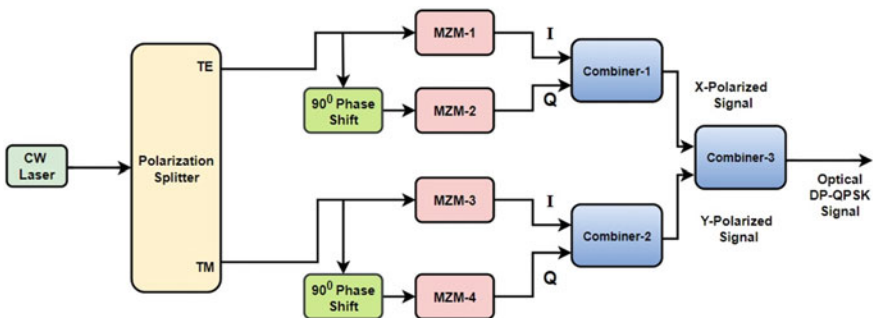 CW
Laser
Polarization
Splitter
TE
TM
90⁰ Phase
Shift
MZM-1
MZM-2
I
Q
Combiner-1
90⁰ Phase
Shift
MZM-3
MZM-4
I
Q
Combiner-2
X-Polarized
Signal
Combiner-3
Y-Polarized
Signal
Optical
DP-QPSK
Signal